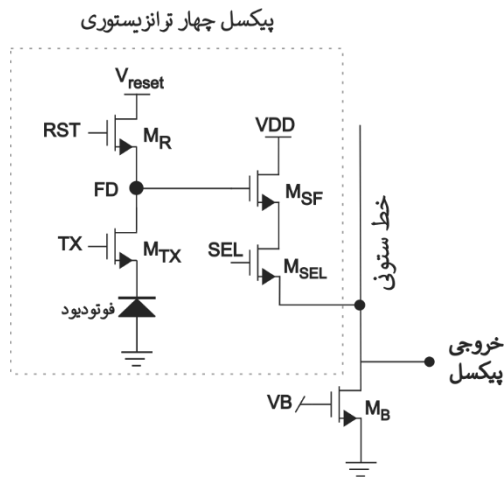 پیکسل چهار ترانزیستوری
Vreset
RST
MR
VDD
FD
MSF
TX
MTX
SEL
MSEL
خط ستونی
فوتودیود
خروجی
پیکسل
VB
MB